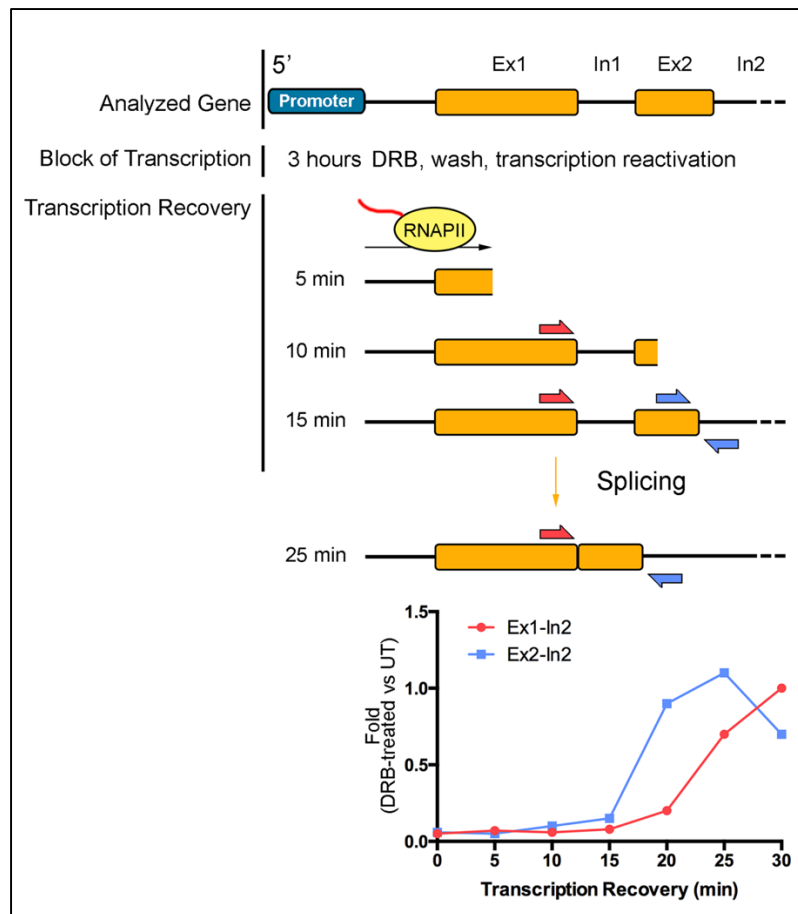 5’
Ex1 In1 Ex2 In2
Analyzed Gene
Promoter
Block of Transcription
3 hours DRB, wash, transcription reactivation
Transcription Recovery
RNAPII
5 min
10 min
15 min
Splicing
25 min
1.5
1.0
0.5
0.0
Fold
(DRB-treated vs UT)
Ex1-In2
Ex2-In2
0 5 10 15 20 25 30
Transcription Recovery (min)